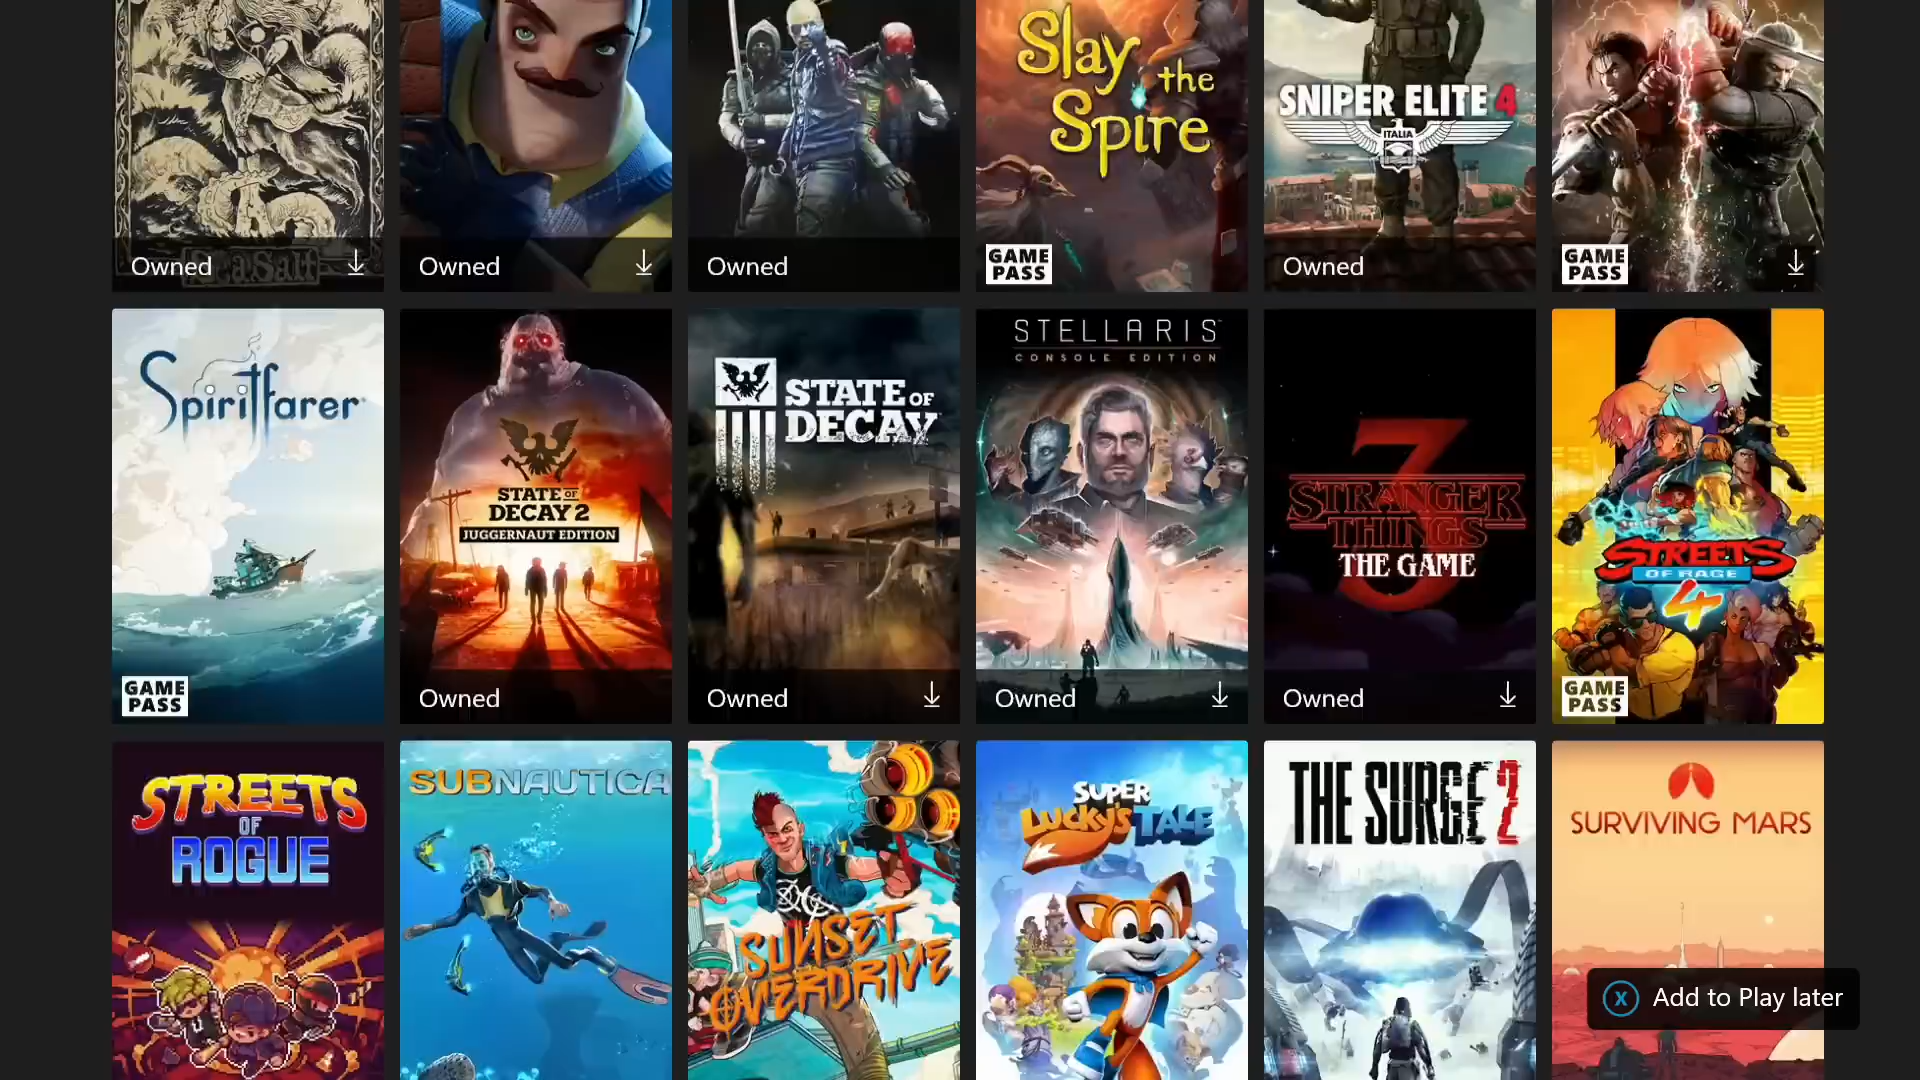 Slay
the
Spire
SNIPER ELITE 4
ITALIA
Owned
Owned
Owned
GAME
PASS
Owned
GAME
PASS
Spiritfarer
GAME
PASS
STATE OF
DECAY 2
JUGGERNAUT EDITION
Owned
STATE OF
DECAY
Owned
STELLARIS
CONSOLE EDITION
Owned
3
STRANGER
THINGS
THE GAME
Owned
STREETS
OF RAGE
4
GAME
PASS
STREETS
OF
ROGUE
SUBNAUTICA
SUNSET
OVERDRIVE
SUPER
LUCKY'S TALE
THE SURGE 2
SURVIVING MARS
X Add to Play later